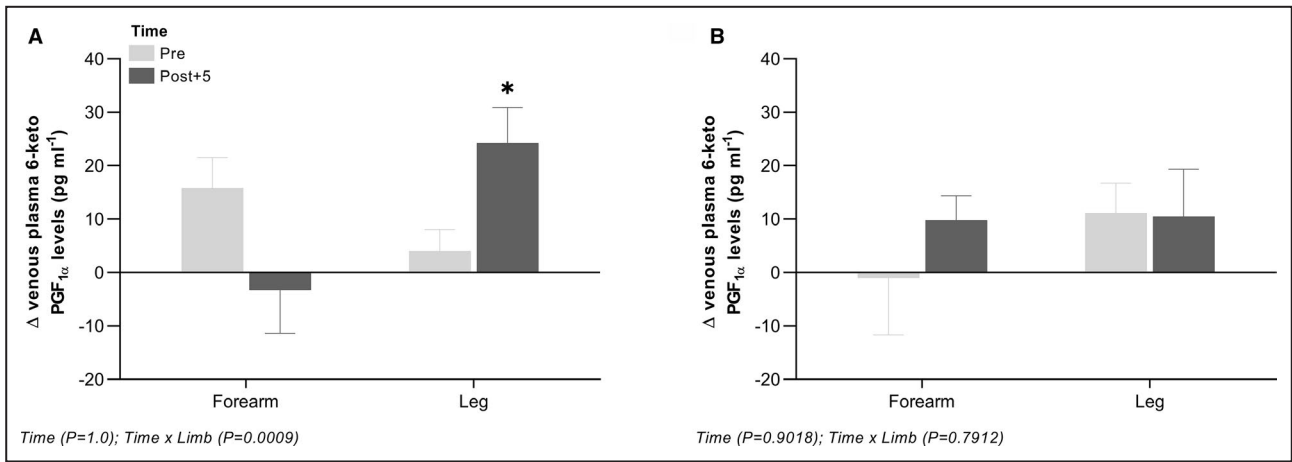 A
B
Time
Pre
Post+5
Δ venous plasma 6-keto
PGF1α levels (pg ml-1)
40
30
20
10
0
-10
-20
*
Forearm
Leg
Time (P=1.0); Time x Limb (P=0.0009)
Δ venous plasma 6-keto
PGF1α levels (pg ml-1)
40
30
20
10
0
-10
-20
Forearm
Leg
Time (P=0.9018); Time x Limb (P=0.7912)